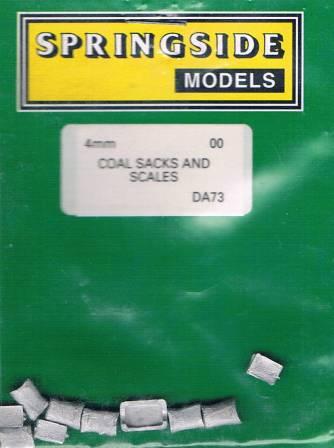 SPRINGSIDE
MODELS
4mm 00
COAL SACKS AND
SCALES
DA73